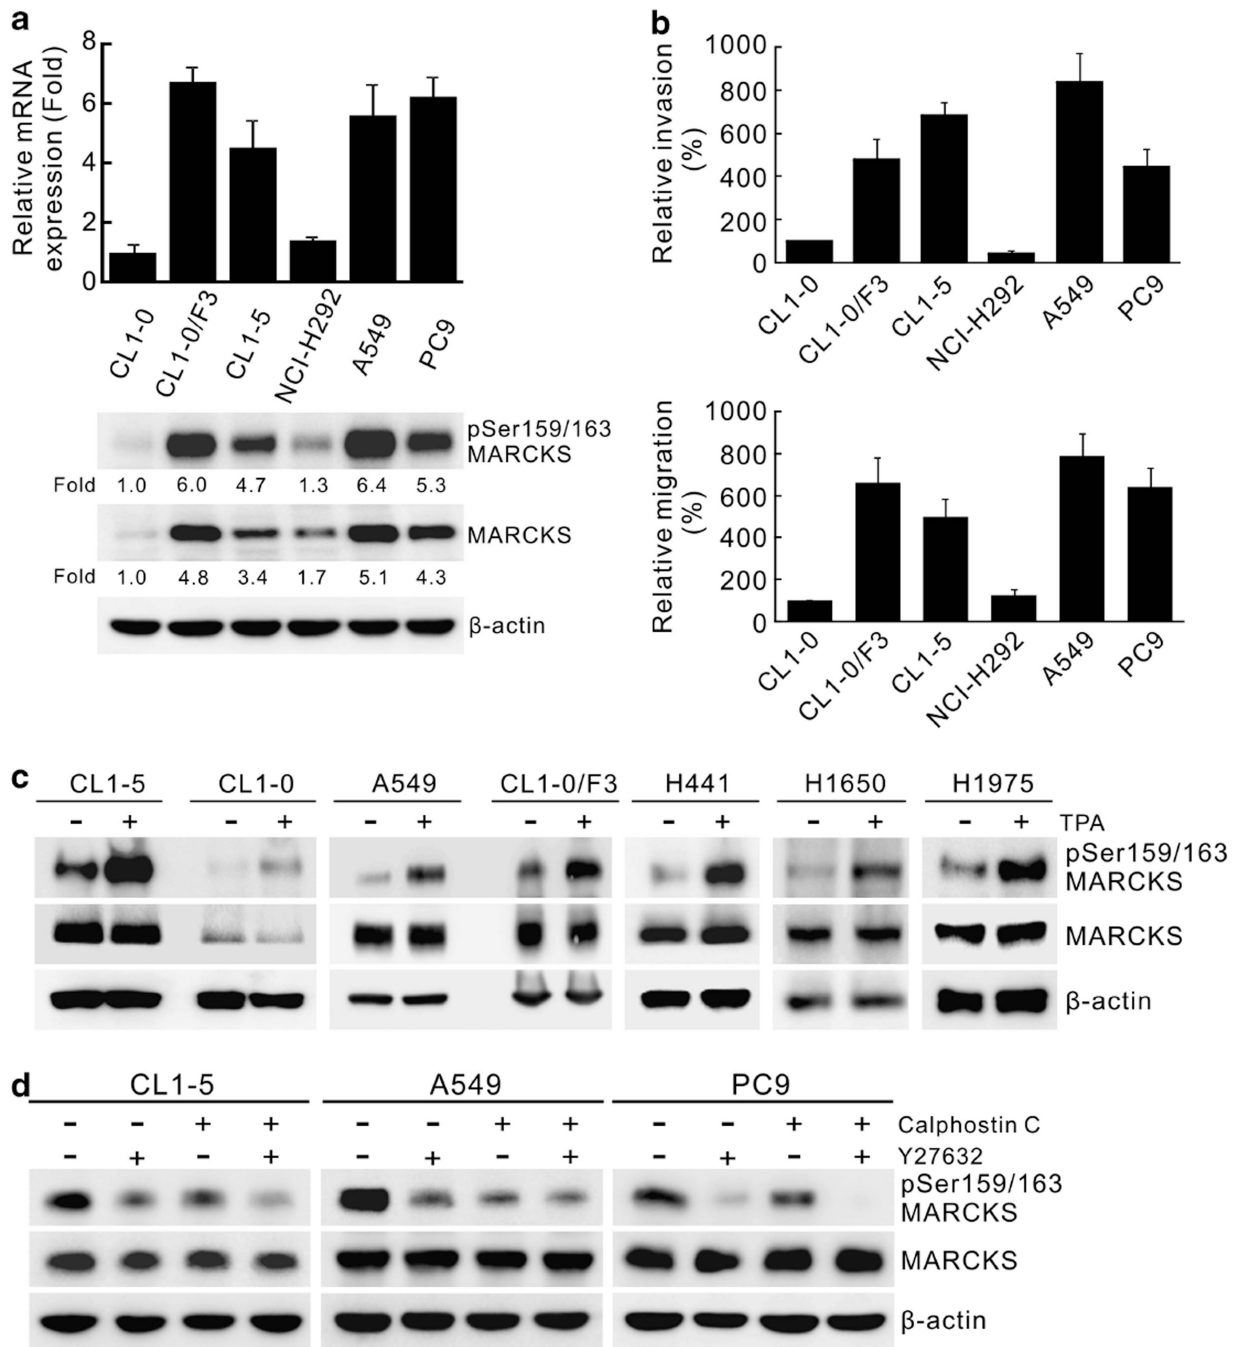 a
Relative mRNA
expression (Fold)
8
6
4
2
0
CL1-0
CL1-0/F3
CL1-5
NCI-H292
A549
PC9
pSer159/163
MARCKS
Fold 1.0 6.0 4.7 1.3 6.4 5.3
MARCKS
Fold 1.0 4.8 3.4 1.7 5.1 4.3
β-actin
b
Relative invasion
(%)
1000
800
600
400
200
0
CL1-0
CL1-0/F3
CL1-5
NCI-H292
A549
PC9
Relative migration
(%)
1000
800
600
400
200
0
CL1-0
CL1-0/F3
CL1-5
NCI-H292
A549
PC9
c
CL1-5 CL1-0 A549 CL1-0/F3 H441 H1650 H1975
- + - + - + - + - + - + - + TPA
pSer159/163
MARCKS
MARCKS
β-actin
d
CL1-5 A549 PC9
- - + + - - + + - - + + Calphostin C
- + - + - + - + - + - + Y27632
pSer159/163
MARCKS
MARCKS
β-actin